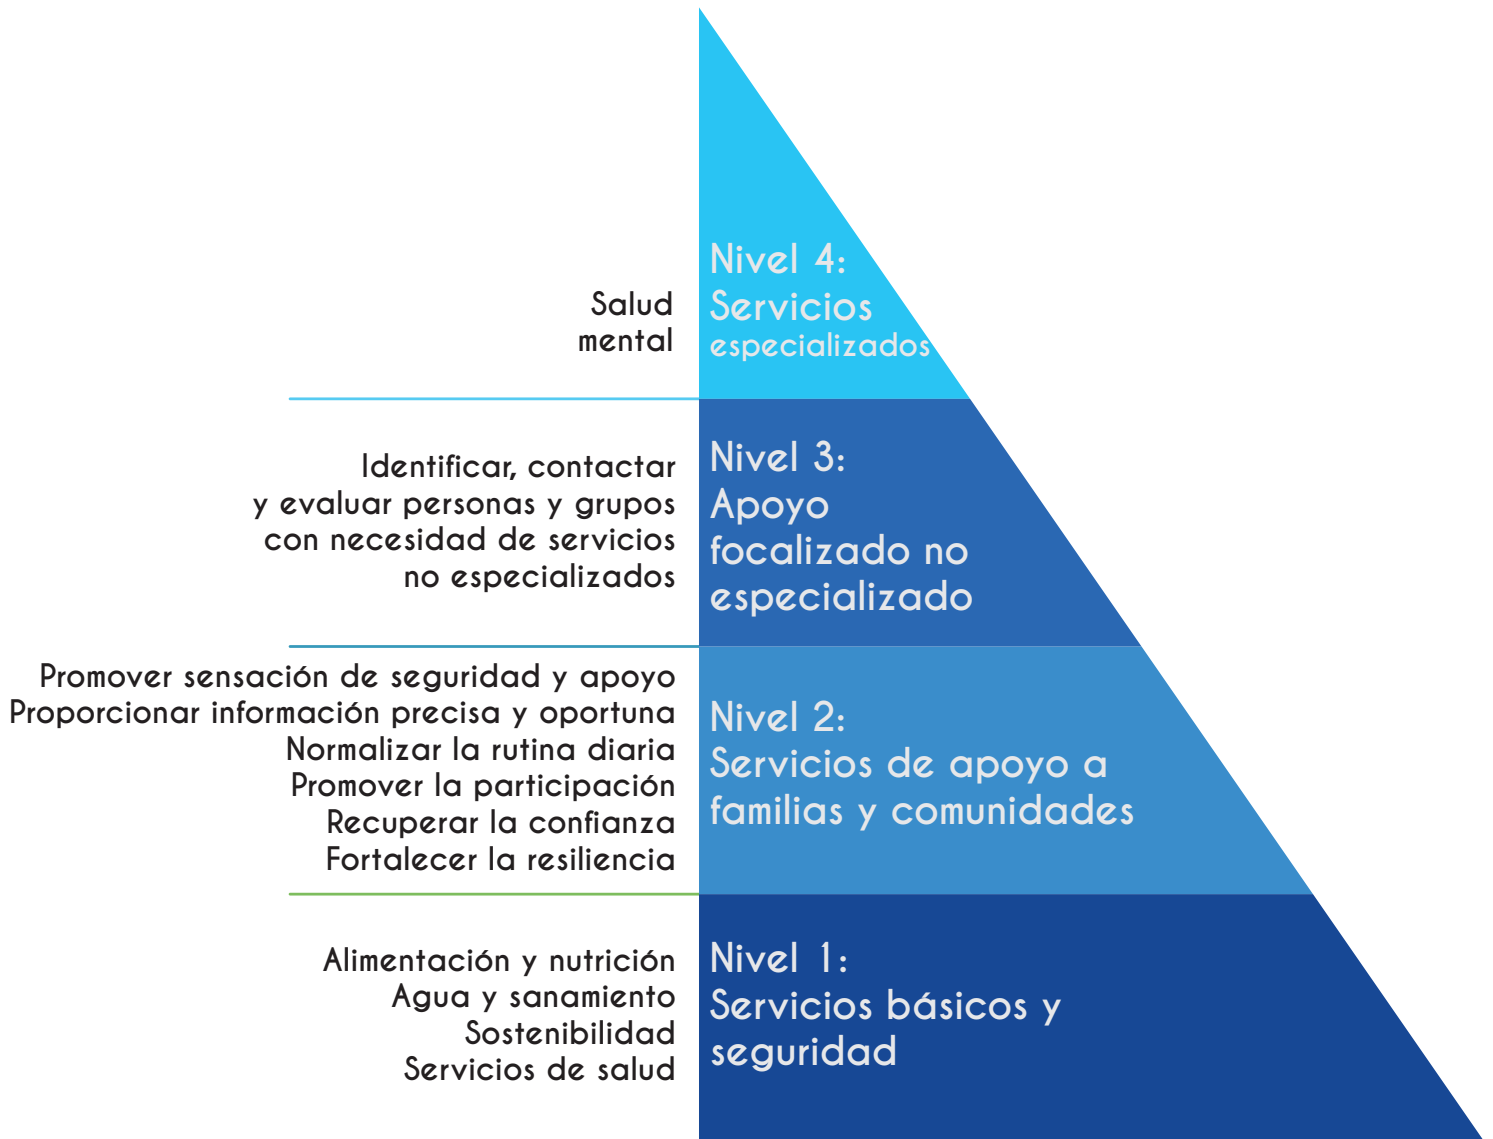 Salud
mental
Nivel 4:
Servicios
especializados
Identificar, contactar
y evaluar personas y grupos
con necesidad de servicios
no especializados
Nivel 3:
Apoyo
focalizado no
especializado
Promover sensación de seguridad y apoyo
Proporcionar información precisa y oportuna
Normalizar la rutina diaria
Promover la participación
Recuperar la confianza
Fortalecer la resiliencia
Nivel 2:
Servicios de apoyo a
familias y comunidades
Alimentación y nutrición
Agua y sanamiento
Sostenibilidad
Servicios de salud
Nivel 1:
Servicios básicos y
seguridad